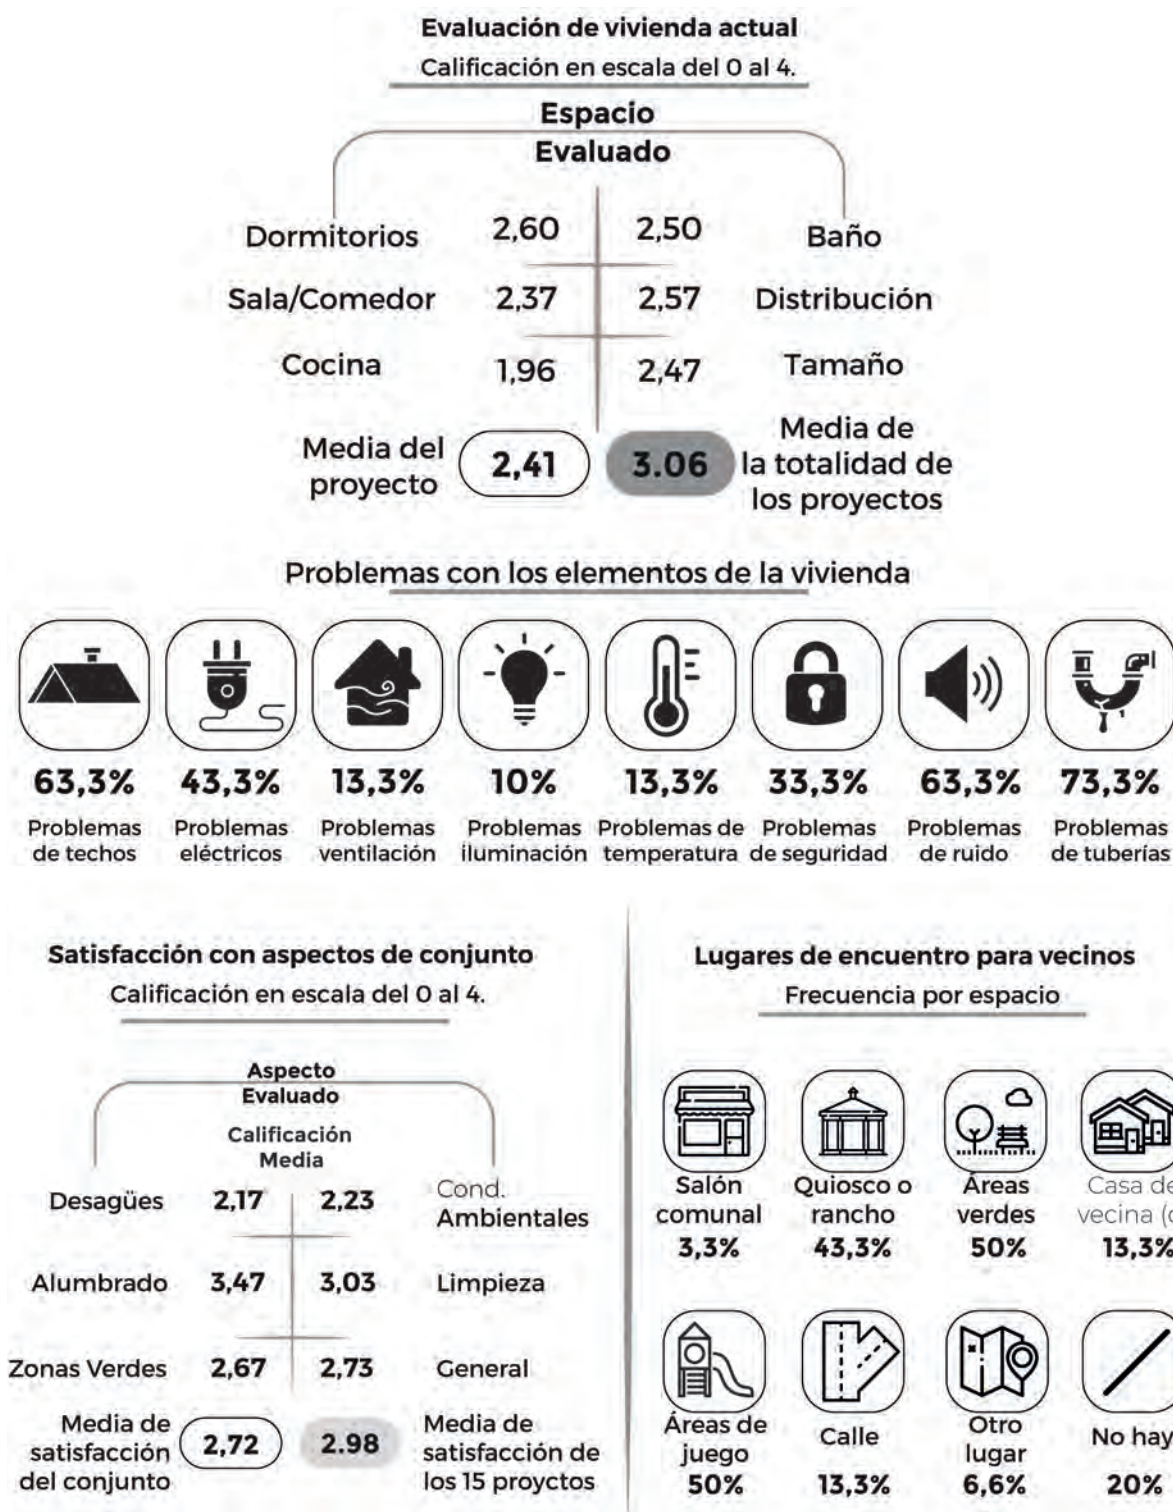 Evaluación de vivienda actual
Calificación en escala del 0 al 4.
Espacio
Evaluado
Dormitorios 2,60 2,50 Baño
Sala/Comedor 2,37 2,57 Distribución
Cocina 1,96 2,47 Tamaño
Media del
proyecto
2,41 3.06
Media de
la totalidad de
los proyectos
Problemas con los elementos de la vivienda
63,3% 43,3% 13,3% 10% 13,3% 33,3% 63,3% 73,3%
Problemas Problemas Problemas Problemas Problemas de Problemas Problemas Problemas
de techos eléctricos ventilación iluminación temperatura de seguridad de ruido de tuberías
Satisfacción con aspectos de conjunto
Calificación en escala del 0 al 4.
Aspecto
Evaluado
Calificación
Media
Desagües 2,17 2,23 Cond.
Ambientales
Alumbrado 3,47 3,03 Limpieza
Zonas Verdes 2,67 2,73 General
Media de
satisfacción
del conjunto
2,72 2.98
Media de
satisfacción de
los 15 proyctos
Lugares de encuentro para vecinos
Frecuencia por espacio
Salón Quiosco o Áreas Casa de
comunal rancho verdes vecina (
3,3% 43,3% 50% 13,3%
Áreas de
juego
Calle
Otro
lugar
No hay
50% 13,3% 6,6% 20%